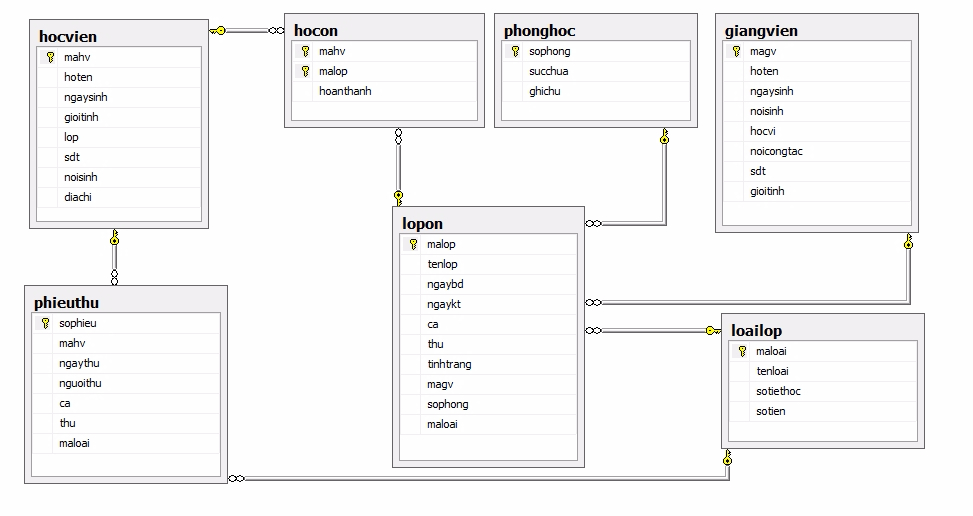 hocvien
mahv
hoten
ngaysinh
gioitinh
lop
sdt
noisinh
diachi
hocon
mahv
malop
hoanthanh
phonghoc
sophong
succhua
ghichu
giangvien
magv
hoten
ngaysinh
noisinh
hocvi
noicongtac
sdt
gioitinh
lopon
malop
tenlop
ngaybd
ngaykt
ca
thu
tinhtrang
magv
sophong
maloai
phieuthu
sophieu
mahv
ngaythu
nguoithu
ca
thu
maloai
loailop
maloai
tenloai
sotiethoc
sotien